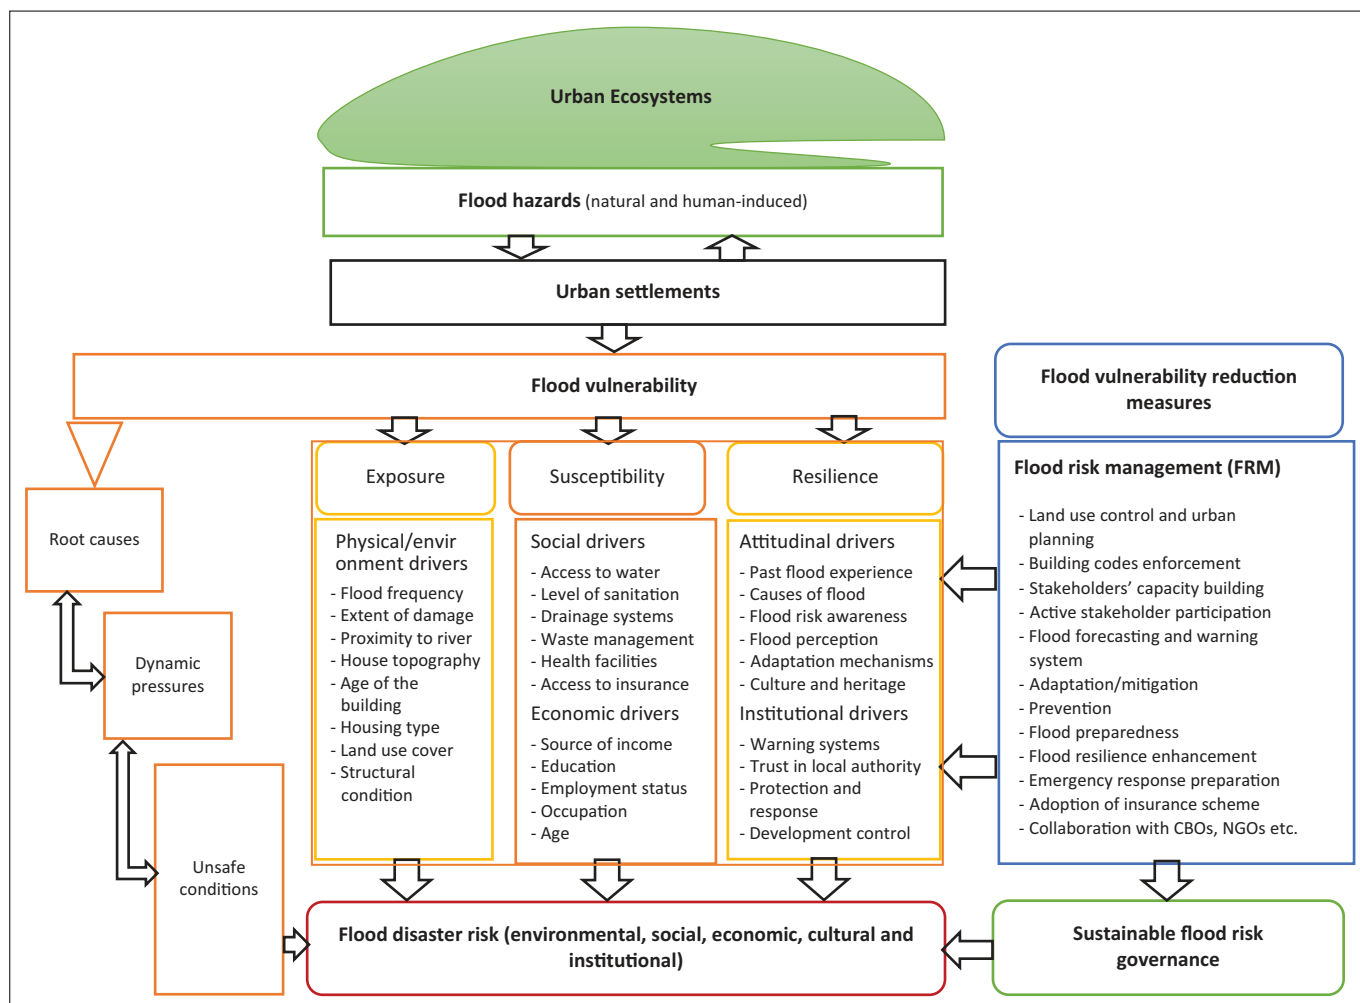 Urban Ecosystems
Flood hazards (natural and human-induced)
Urban settlements
Flood vulnerability
Flood vulnerability reduction
measures
Exposure
Susceptibility
Resilience
Root causes
Dynamic
pressures
Unsafe
conditions
Physical/envir
onment drivers
- Flood frequency
- Extent of damage
- Proximity to river
- House topography
- Age of the
building
- Housing type
- Land use cover
- Structural
condition
Social drivers
- Access to water
- Level of sanitation
- Drainage systems
- Waste management
- Health facilities
- Access to insurance
Economic drivers
- Source of income
- Education
- Employment status
- Occupation
- Age
Attitudinal drivers
- Past flood experience
- Causes of flood
- Flood risk awareness
- Flood perception
- Adaptation mechanisms
- Culture and heritage
Institutional drivers
- Warning systems
- Trust in local authority
- Protection and
response
- Development control
Flood risk management (FRM)
- Land use control and urban
planning
- Building codes enforcement
- Stakeholders’ capacity building
- Active stakeholder participation
- Flood forecasting and warning
system
- Adaptation/mitigation
- Prevention
- Flood preparedness
- Flood resilience enhancement
- Emergency response preparation
- Adoption of insurance scheme
- Collaboration with CBOs, NGOs etc.
Flood disaster risk (environmental, social, economic, cultural and
institutional)
Sustainable flood risk
governance